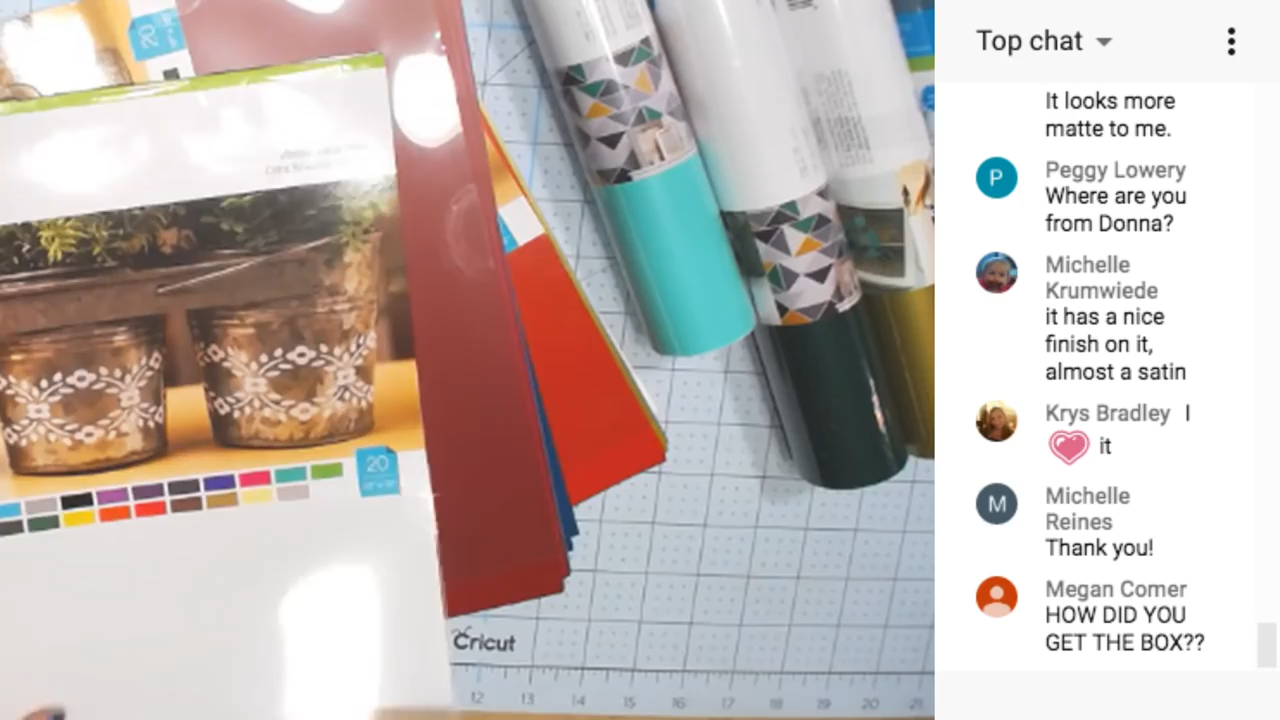 20
20
Cricut
12 13 14 15 16 17 18 19 20 21
Top chat
It looks more
matte to me.
P
Peggy Lowery
Where are you
from Donna?
Michelle
Krumwiede
it has a nice
finish on it,
almost a satin
Krys Bradley I
it
M
Michelle
Reines
Thank you!
Megan Comer
HOW DID YOU
GET THE BOX??